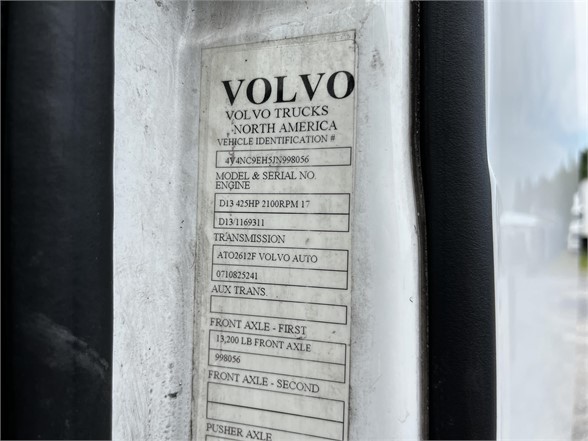 VOLVO
VOLVO TRUCKS
NORTH AMERICA
VEHICLE IDENTIFICATION #
4V4NC9EH5JN998056
MODEL & SERIAL NO.
ENGINE
D13 425HP 2100RPM 17
D13/1169311
TRANSMISSION
ATO2612F VOLVO AUTO
0710825241
AUX TRANS.
FRONT AXLE - FIRST
13,200 LB FRONT AXLE
998056
FRONT AXLE - SECOND
PUSHER AXLE